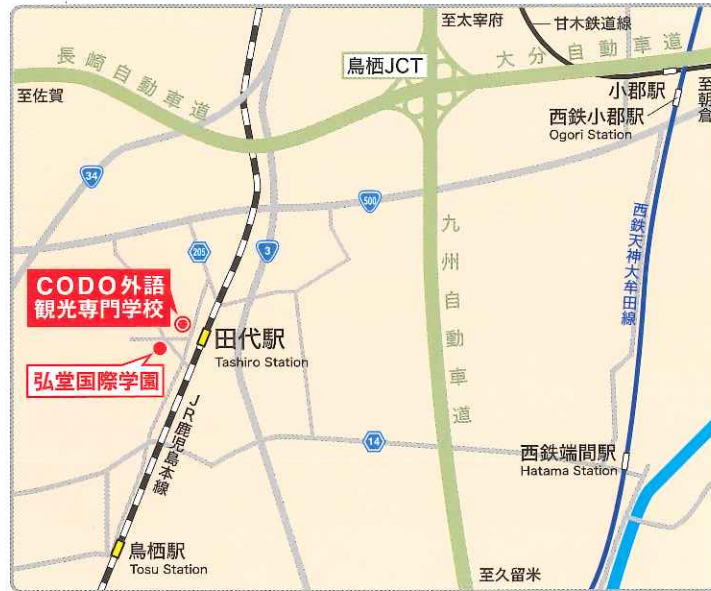 至太宰府
甘木鉄道線
長崎自動車道
大分自動車道
鳥栖JCT
至佐賀
小郡駅
至朝倉
西鉄小郡駅
Ogori Station
34
500
西鉄天神大牟田線
九州自動車道
205
3
CODO外語
観光専門学校
田代駅
Tashiro Station
弘堂国際学園
JR鹿児島本線
14
西鉄端間駅
Hatama Station
鳥栖駅
Tosu Station
至久留米